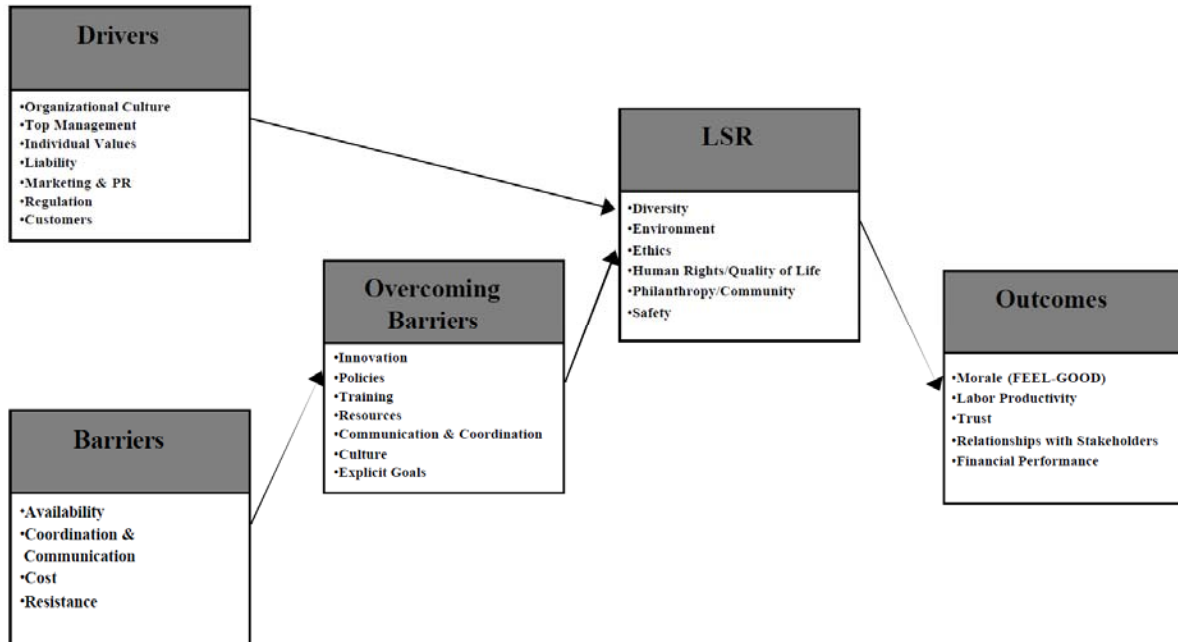 Drivers
•Organizational Culture
•Top Management
•Individual Values
•Liability
•Marketing & PR
•Regulation
•Customers
LSR
•Diversity
•Environment
•Ethics
•Human Rights/Quality of Life
•Philanthropy/Community
•Safety
Overcoming
Barriers
•Innovation
•Policies
•Training
•Resources
•Communication & Coordination
•Culture
•Explicit Goals
Outcomes
•Morale (FEEL-GOOD)
•Labor Productivity
•Trust
•Relationships with Stakeholders
•Financial Performance
Barriers
•Availability
•Coordination &
Communication
•Cost
•Resistance